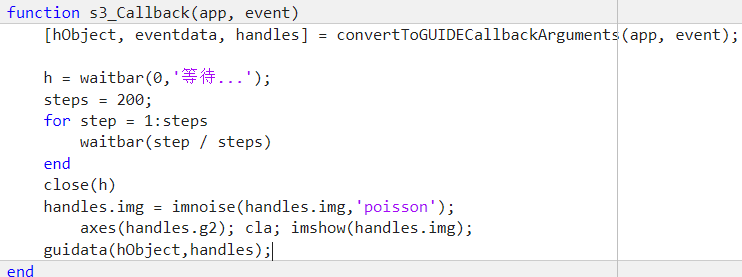 function s3_Callback(app, event)
[hObject, eventdata, handles] = convertToGUIDECallbackArguments(app, event);
h = waitbar(0,'等待...');
steps = 200;
for step = 1:steps
waitbar(step / steps)
end
close(h)
handles.img = imnoise(handles.img,'poisson');
axes(handles.g2); cla; imshow(handles.img);
guidata(hObject,handles);
end